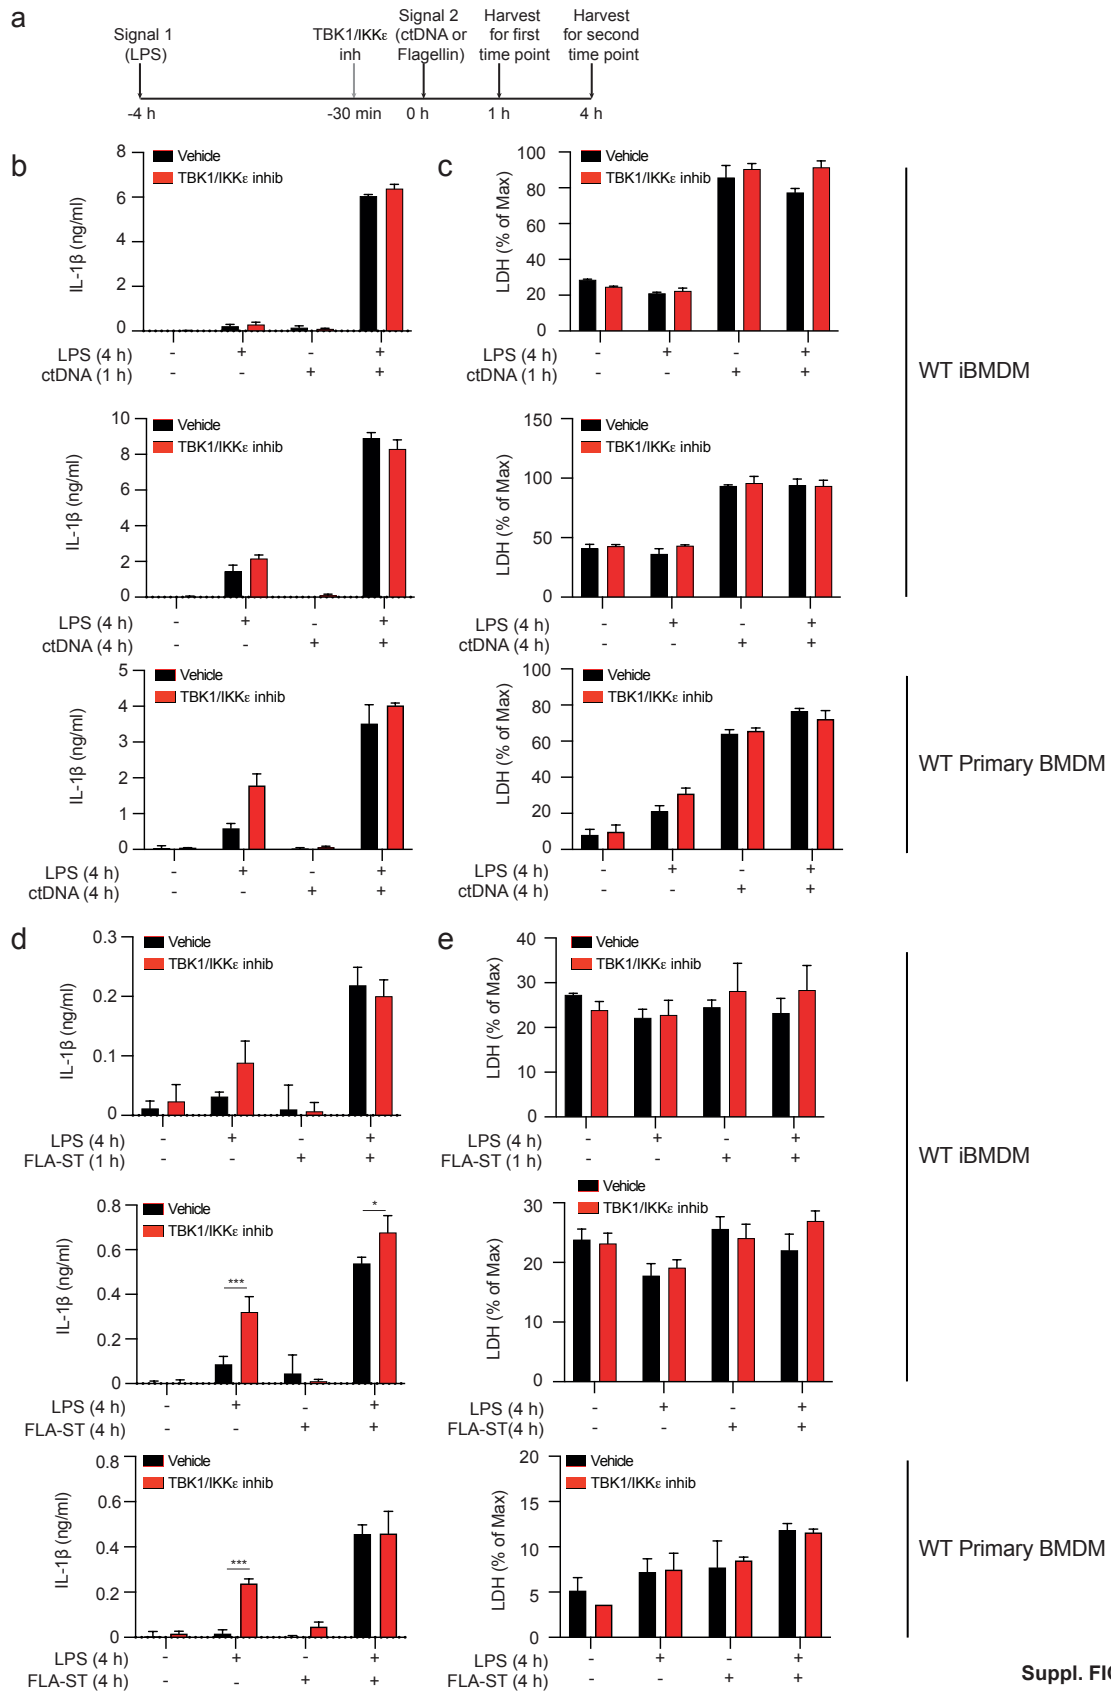 a
Signal 1
(LPS)
TBK1/IKKε
inh
Signal 2
(ctDNA or
Flagellin)
Harvest
for first
time point
Harvest
for second
time point
-4 h
-30 min
0 h
1 h
4 h
b
Vehicle
TBK1/IKKε inhib
IL-1β (ng/ml)
8
6
4
2
0
LPS (4 h) - + - +
ctDNA (1 h) - - + +
c
Vehicle
TBK1/IKKε inhib
LDH (% of Max)
100
80
60
40
20
0
LPS (4 h) - + - +
ctDNA (1 h) - - + +
WT iBMDM
Vehicle
TBK1/IKKε inhib
IL-1β (ng/ml)
10
8
6
4
2
0
LPS (4 h) - + - +
ctDNA (4 h) - - + +
Vehicle
TBK1/IKKε inhib
LDH (% of Max)
150
100
50
0
LPS (4 h) - + - +
ctDNA (4 h) - - + +
Vehicle
TBK1/IKKε inhib
IL-1β (ng/ml)
5
4
3
2
1
0
LPS (4 h) - + - +
ctDNA (4 h) - - + +
Vehicle
TBK1/IKKε inhib
LDH (% of Max)
100
80
60
40
20
0
LPS (4 h) - + - +
ctDNA (4 h) - - + +
WT Primary BMDM
d
Vehicle
TBK1/IKKε inhib
IL-1β (ng/ml)
0.3
0.2
0.1
0
LPS (4 h) - + - +
FLA-ST (1 h) - - + +
e
Vehicle
TBK1/IKKε inhib
LDH (% of Max)
40
30
20
10
0
LPS (4 h) - + - +
FLA-ST (1 h) - - + +
WT iBMDM
Vehicle
TBK1/IKKε inhib
IL-1β (ng/ml)
0.8
0.6
0.4
0.2
0
***
*
LPS (4 h) - + - +
FLA-ST (4 h) - - + +
Vehicle
TBK1/IKKε inhib
LDH (% of Max)
30
20
10
0
LPS (4 h) - + - +
FLA-ST(4 h) - - + +
Vehicle
TBK1/IKKε inhib
IL-1β (ng/ml)
0.8
0.6
0.4
0.2
0
***
LPS (4 h) - + - +
FLA-ST (4 h) - - + +
Vehicle
TBK1/IKKε inhib
LDH (% of Max)
20
15
10
5
0
LPS (4 h) - + - +
FLA-ST (4 h) - - + +
WT Primary BMDM
Suppl. FIG